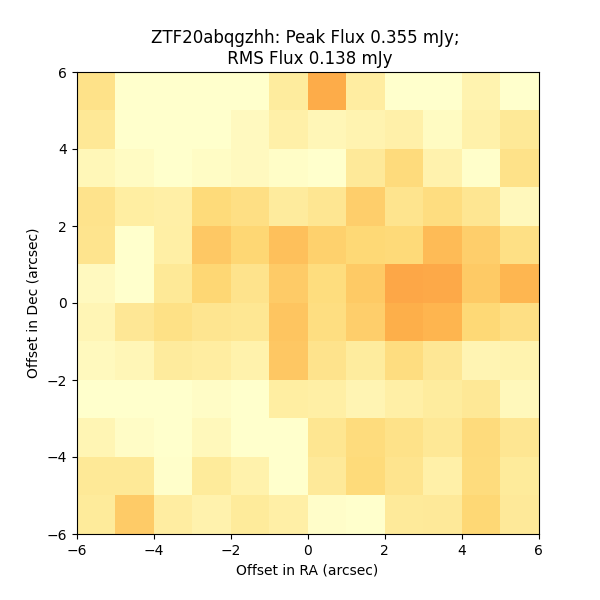 ZTF20abqgzhh: Peak Flux 0.355 mJy;
RMS Flux 0.138 mJy
6
4
2
0
−2
−4
−6
Offset in Dec (arcsec)
−6 −4 −2 0 2 4 6
Offset in RA (arcsec)